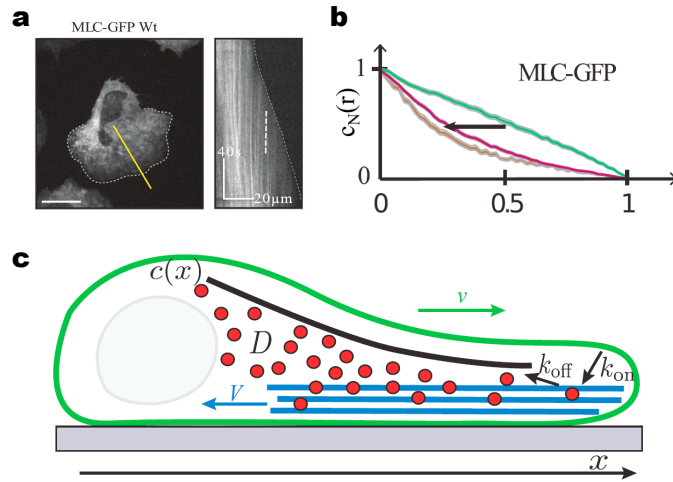 a
MLC-GFP Wt
40s
20μm
b
MLC-GFP
c_N(r)
1
0
0
0.5
1
c
c(x)
D
v
k_off
k_on
V
x